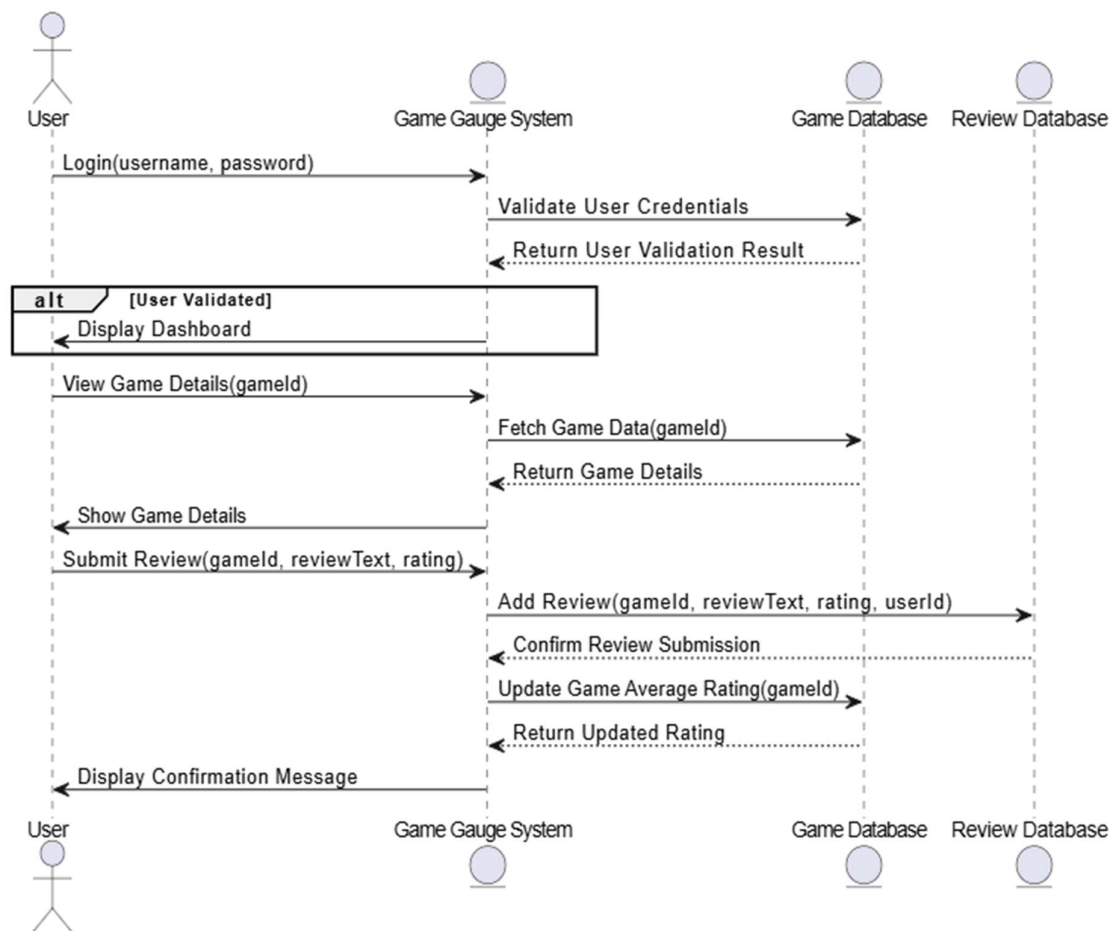 User
Game Gauge System
Game Database
Review Database
Login(username, password)
Validate User Credentials
Return User Validation Result
alt [User Validated]
Display Dashboard
View Game Details(gameId)
Fetch Game Data(gameId)
Return Game Details
Show Game Details
Submit Review(gameId, reviewText, rating)
Add Review(gameId, reviewText, rating, userId)
Confirm Review Submission
Update Game Average Rating(gameId)
Return Updated Rating
Display Confirmation Message
User
Game Gauge System
Game Database
Review Database